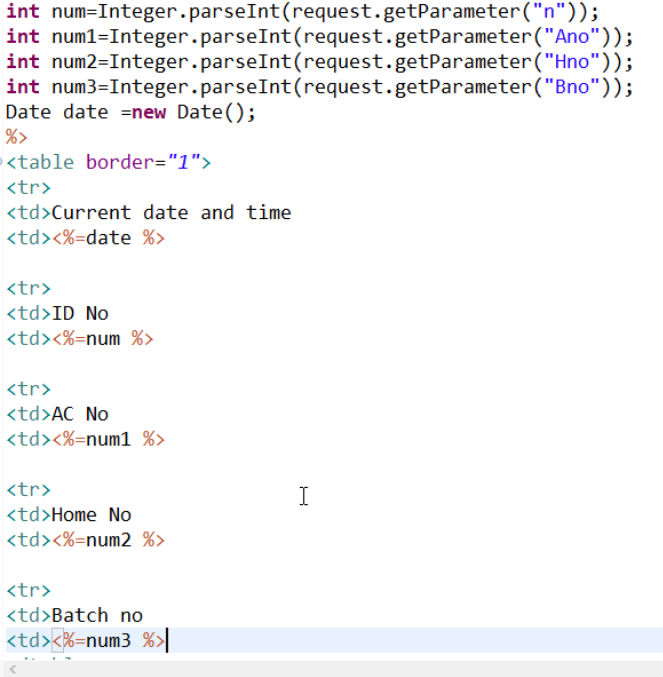 int num=Integer.parseInt(request.getParameter("n"));
int num1=Integer.parseInt(request.getParameter("Ano"));
int num2=Integer.parseInt(request.getParameter("Hno"));
int num3=Integer.parseInt(request.getParameter("Bno"));
Date date =new Date();
%>
<table border="1">
<tr>
<td>Current date and time
<td><%=date %>
<tr>
<td>ID No
<td><%=num %>
<tr>
<td>AC No
<td><%=num1 %>
<tr>
<td>Home No
<td><%=num2 %>
<tr>
<td>Batch no
<td><%=num3 %>